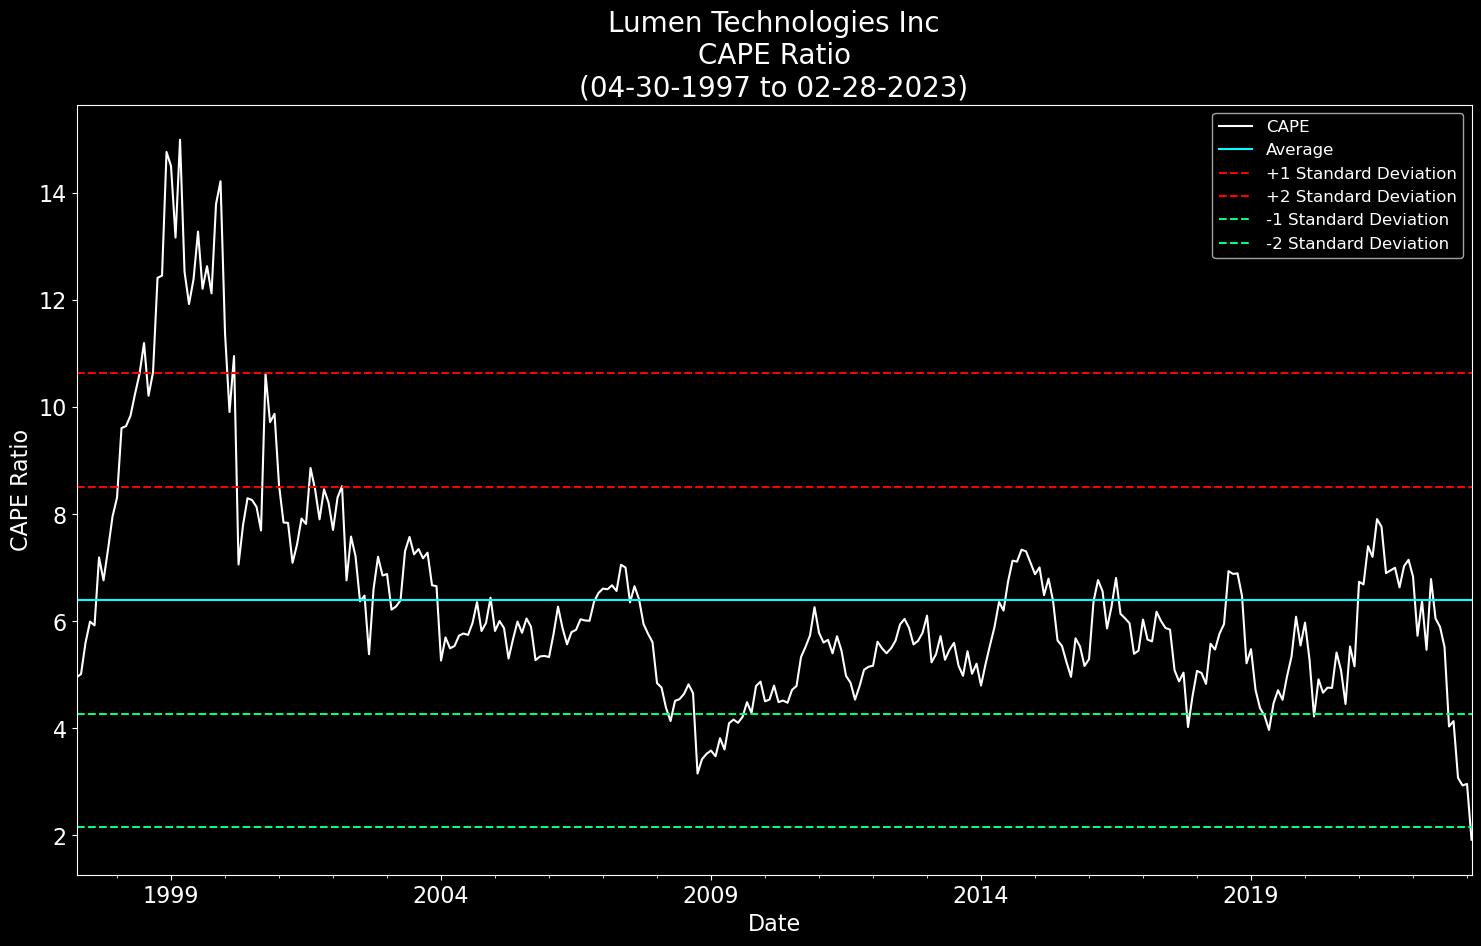 Lumen Technologies Inc
CAPE Ratio
(04-30-1997 to 02-28-2023)
CAPE
Average
+1 Standard Deviation
+2 Standard Deviation
-1 Standard Deviation
-2 Standard Deviation
CAPE Ratio
14
12
10
8
6
4
2
1999 2004 2009 2014 2019
Date